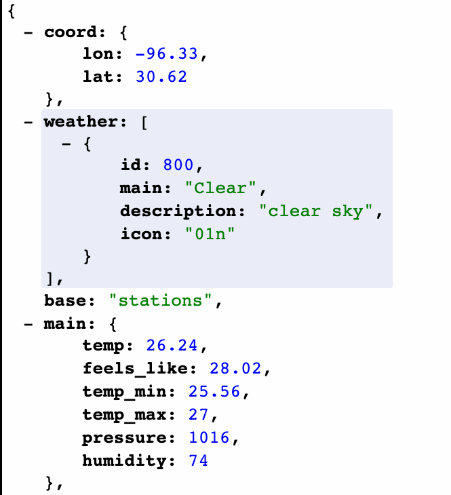 {
- coord: {
lon: -96.33,
lat: 30.62
},
- weather: [
- {
id: 800,
main: "Clear",
description: "clear sky",
icon: "01n"
}
],
base: "stations",
- main: {
temp: 26.24,
feels_like: 28.02,
temp_min: 25.56,
temp_max: 27,
pressure: 1016,
humidity: 74
},